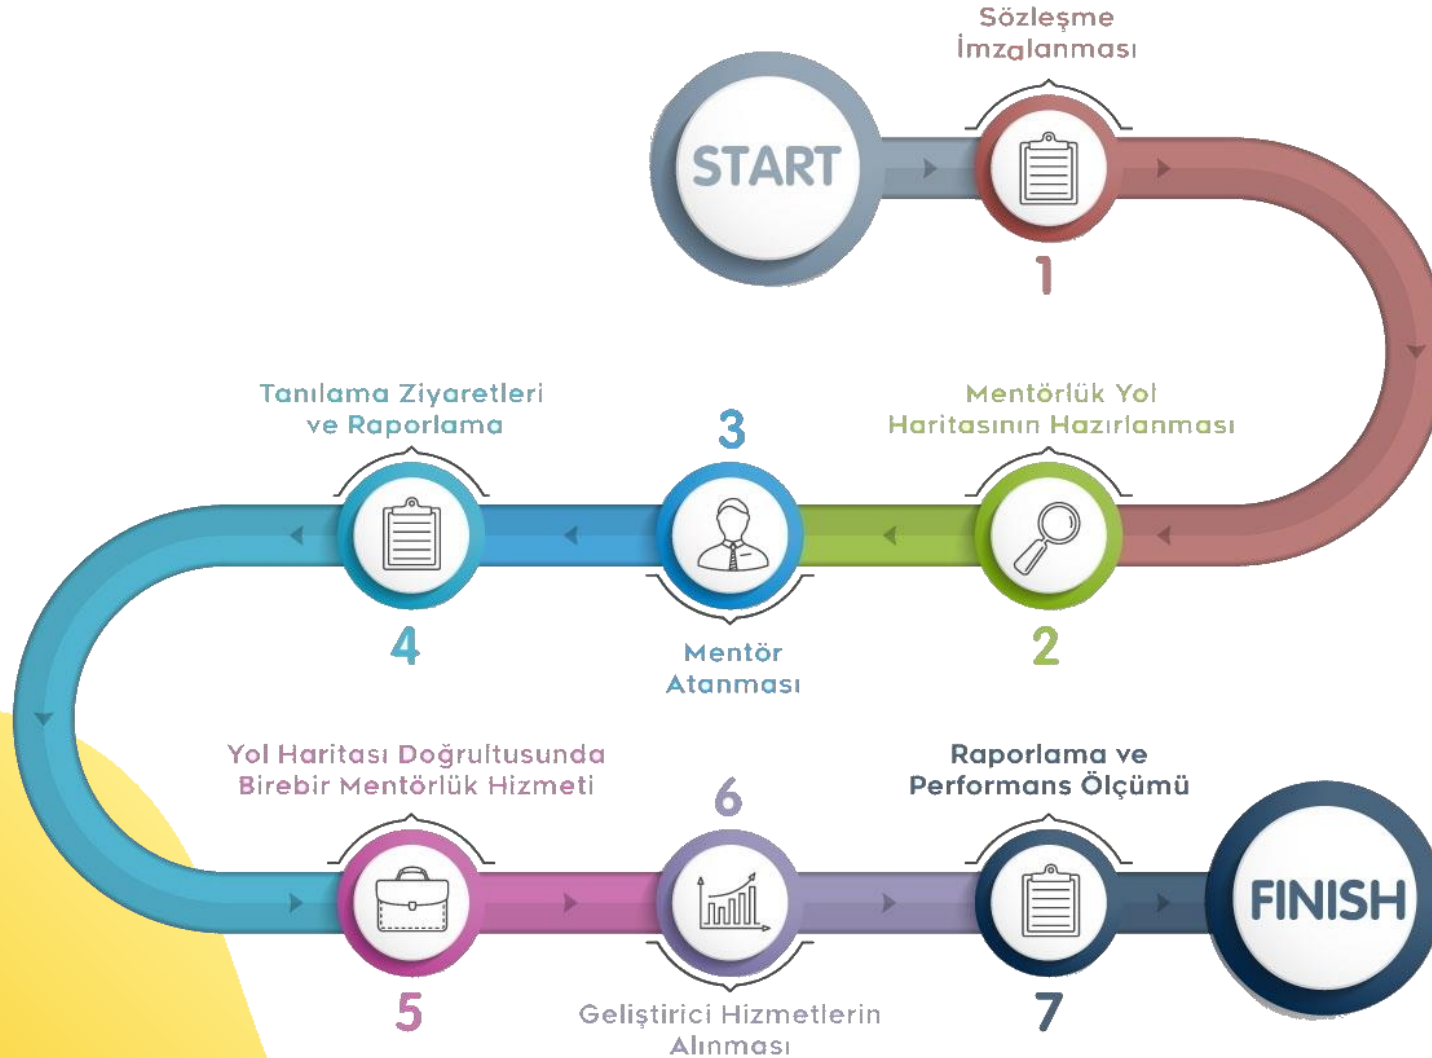 START
Sözleşme
İmzalanması
1
Mentörlük Yol
Haritasının Hazırlanması
2
3
Mentör
Atanması
Tanılama Ziyaretleri
ve Raporlama
4
Yol Haritası Doğrultusunda
Birebir Mentörlük Hizmeti
5
6
Geliştirici Hizmetlerin
Alınması
Raporlama ve
Performans Ölçümü
7
FINISH